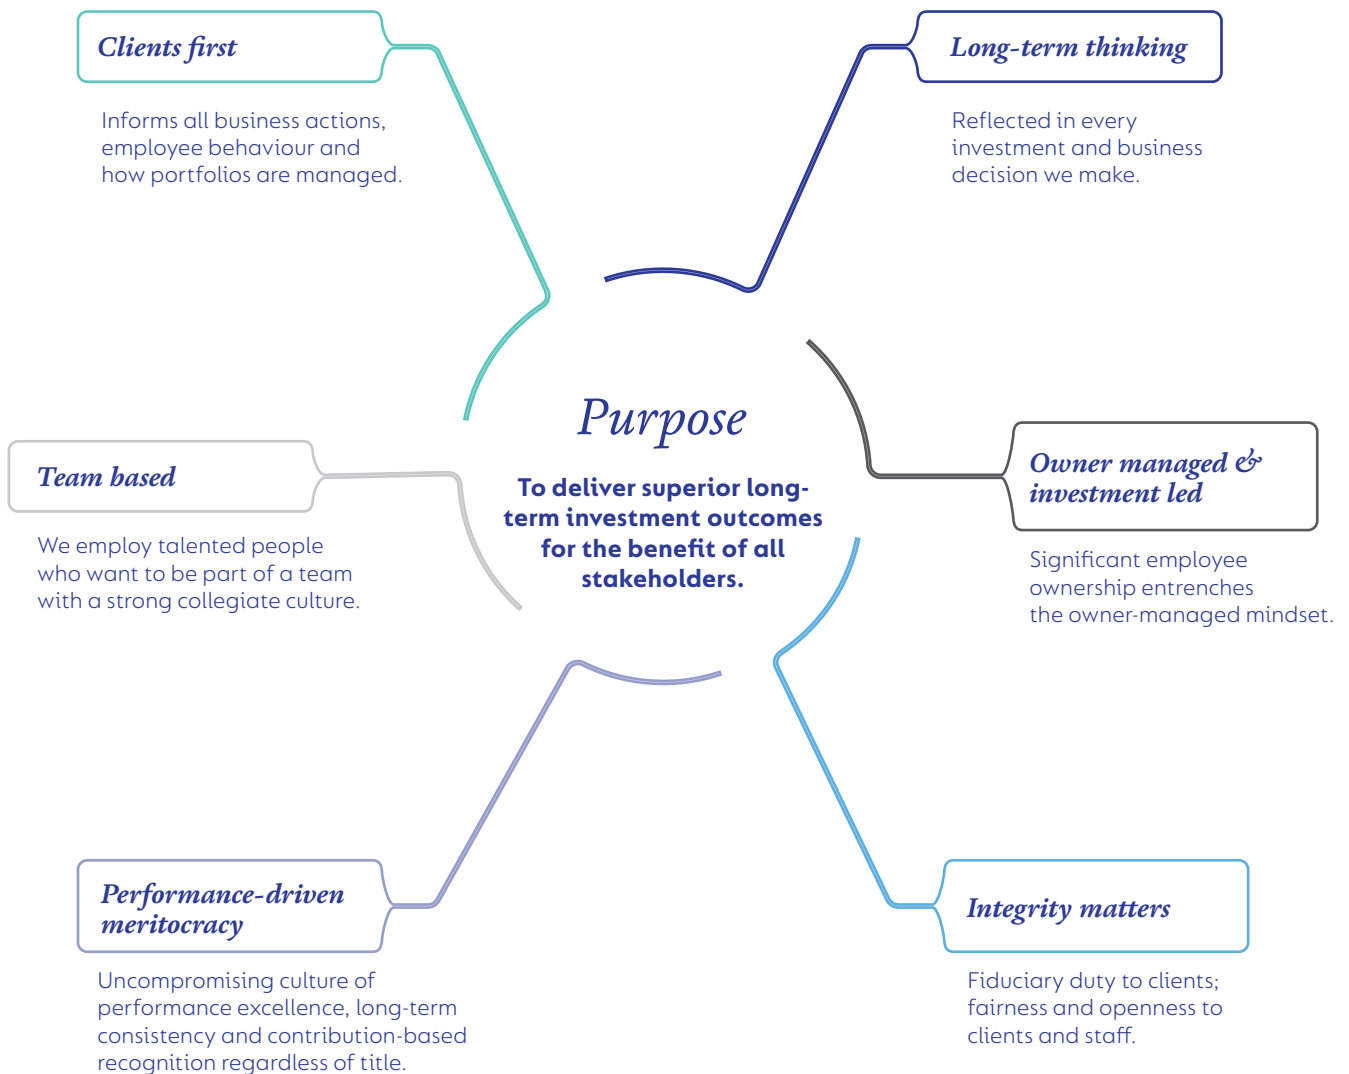 Clients first
Informs all business actions,
employee behaviour and
how portfolios are managed.
Long-term thinking
Reflected in every
investment and business
decision we make.
Purpose
To deliver superior long-
term investment outcomes
for the benefit of all
stakeholders.
Team based
We employ talented people
who want to be part of a team
with a strong collegiate culture.
Owner managed &
investment led
Significant employee
ownership entrenches
the owner-managed mindset.
Performance-driven
meritocracy
Uncompromising culture of
performance excellence, long-term
consistency and contribution-based
recognition regardless of title.
Integrity matters
Fiduciary duty to clients;
fairness and openness to
clients and staff.